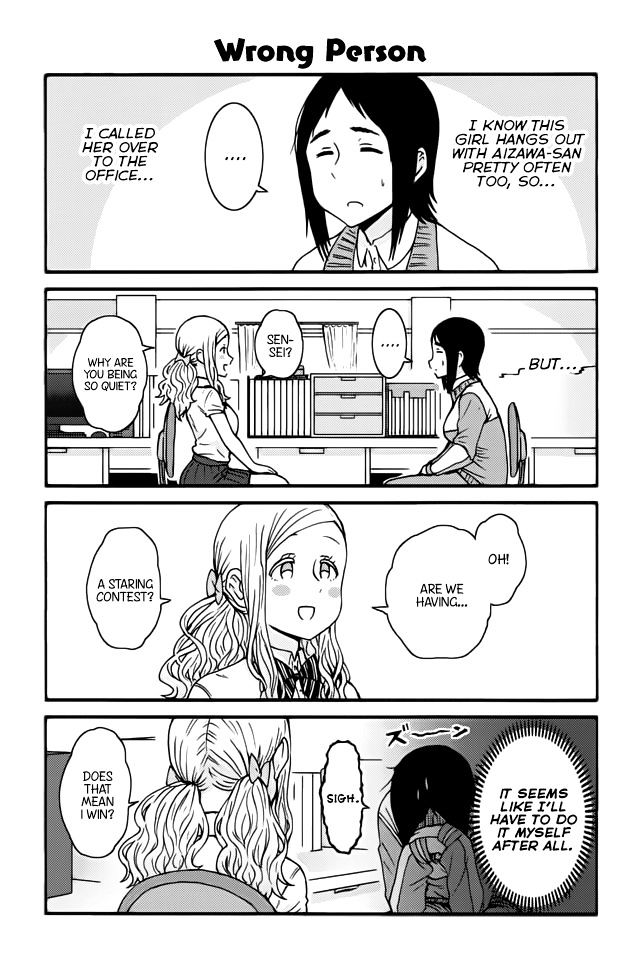 Wrong Person
I KNOW THIS
GIRL HANGS OUT
WITH AIZAWA-SAN
PRETTY OFTEN
TOO, SO...
....
I CALLED
HER OVER
TO THE
OFFICE...
BUT...
....
SEN-
SEI?
WHY ARE
YOU BEING
SO QUIET?
OH!
ARE WE
HAVING...
A STARING
CONTEST?
IT SEEMS
LIKE I'LL
HAVE TO DO
IT MYSELF
AFTER ALL.
ズーン
SIGH.
DOES
THAT
MEAN
I WIN?